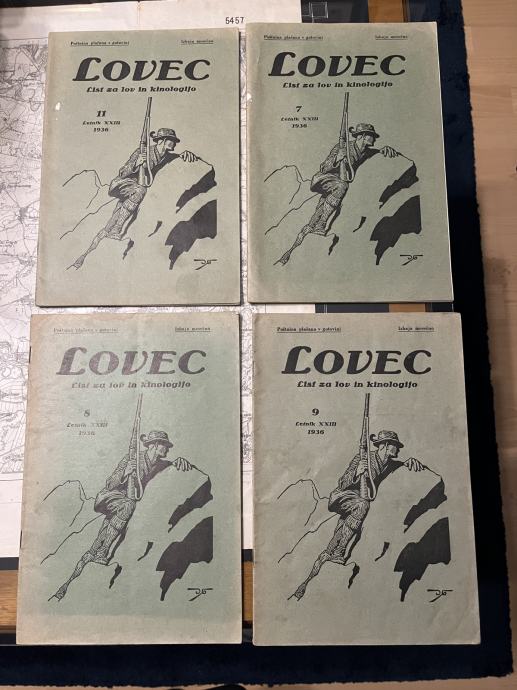 5457
Poštnina plačana v gotovini Izhaja mesečno
LOVEC
List za lov in kinologijo
11
Letnik XXIII
1936
Poštnina plačana v gotovini Izhaja mesečno
LOVEC
List za lov in kinologijo
7
Letnik XXIII
1936
Poštnina plačana v gotovini Izhaja mesečno
LOVEC
List za lov in kinologijo
8
Letnik XXIII
1936
Poštnina plačana v gotovini Izhaja mesečno
LOVEC
List za lov in kinologijo
9
Letnik XXIII
1936